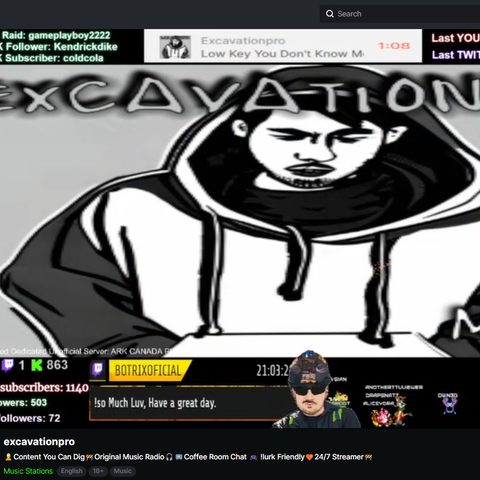 Search
Raid: gameplayboy2222
K Follower: Kendrickdike
K Subscriber: coldcola
Excavationpro
Low Key You Don't Know M
1:08
Last YOU
Last TWIT
EXCAVATION
Dedicated Unofficial Server: ARK CANADA
1 863
subscribers: 1140
owers: 503
followers: 72
BOTRIXOFICIAL
21:03:2
!so Much Luv, Have a great day.
ANOTHERTTVVIEWER
excavationpro
Content You Can Dig Original Music Radio Coffee Room Chat !lurk Friendly 24/7 Streamer
Music Stations English 18+ Music